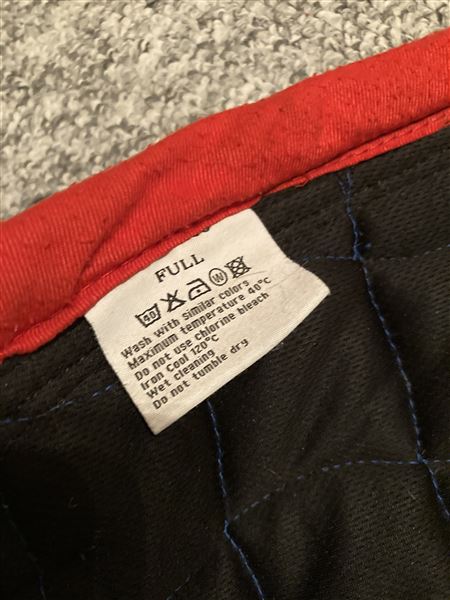 FULL
40 W
Wash with similar colors
Maximum temperature 40°C
Do not use chlorine bleach
Iron Cool 120°C
Wet cleaning
Do not tumble dry